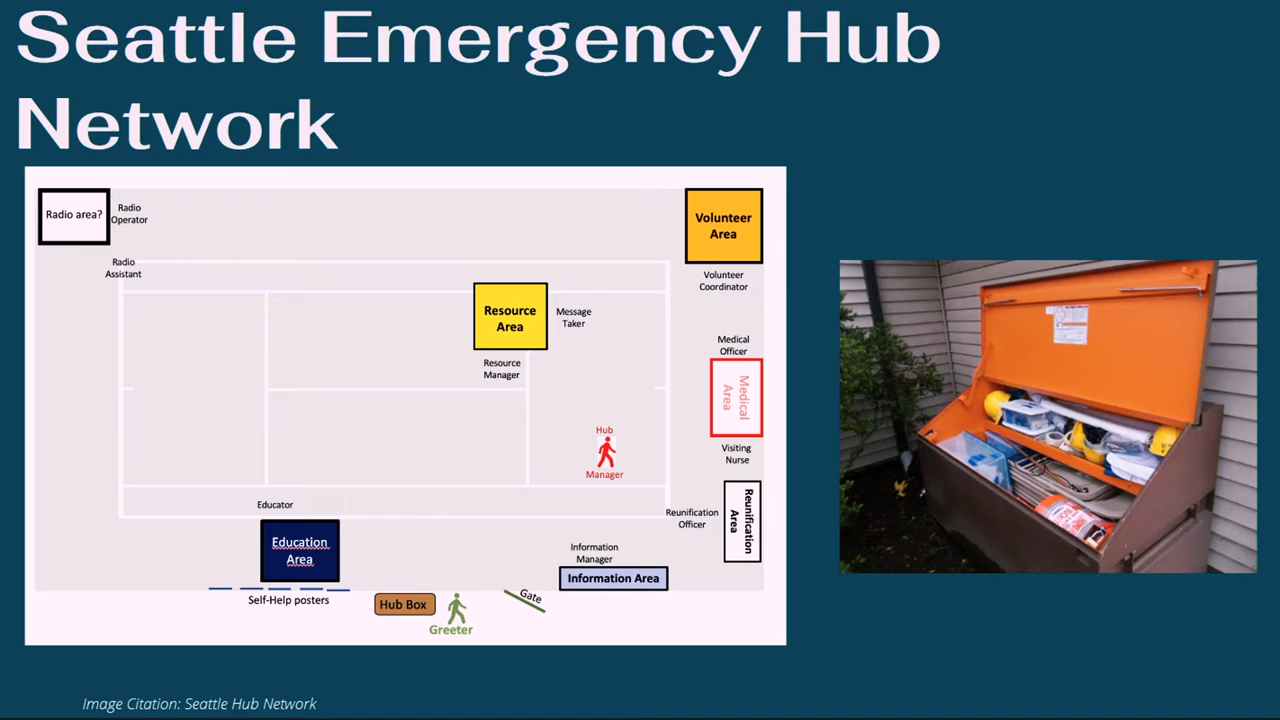 Seattle Emergency Hub
Network
Radio area?
Radio
Operator
Radio
Assistant
Volunteer
Area
Volunteer
Coordinator
Resource
Area
Message
Taker
Resource
Manager
Medical
Officer
Medical
Area
Visiting
Nurse
Hub
Manager
Reunification
Officer
Reunification
Area
Educator
Education
Area
Self-Help posters
Information
Manager
Information Area
Hub Box
Greeter
Gate
Image Citation: Seattle Hub Network